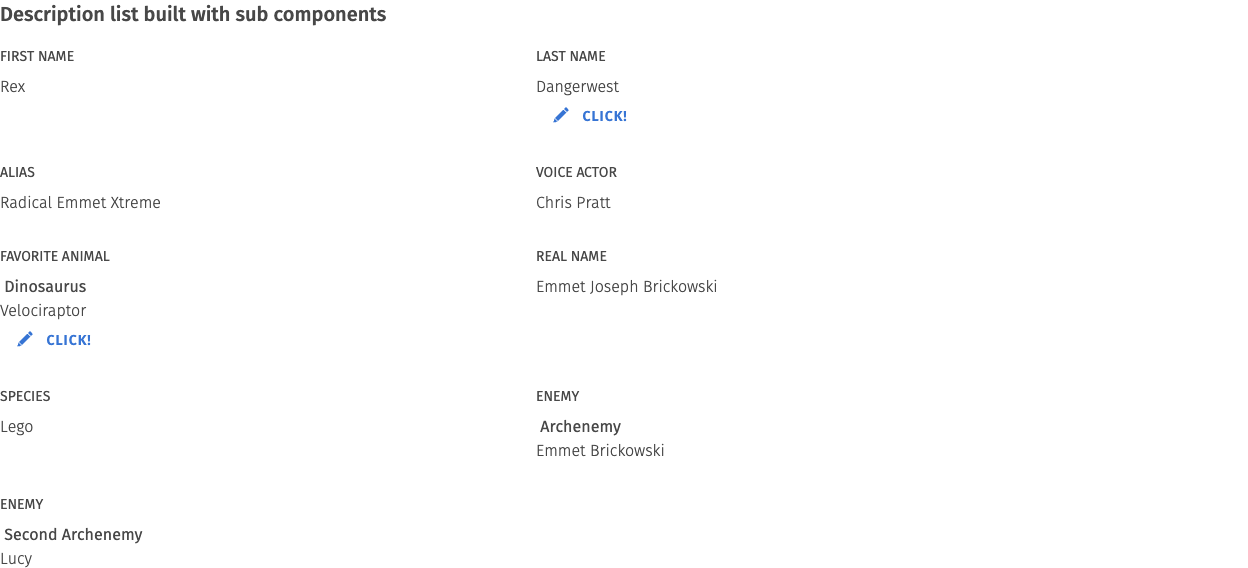 Description list built with sub components
FIRST NAME
Rex
LAST NAME
Dangerwest
CLICK!
ALIAS
Radical Emmet Xtreme
VOICE ACTOR
Chris Pratt
FAVORITE ANIMAL
Dinosaurus
Velociraptor
CLICK!
REAL NAME
Emmet Joseph Brickowski
SPECIES
Lego
ENEMY
Archenemy
Emmet Brickowski
ENEMY
Second Archenemy
Lucy